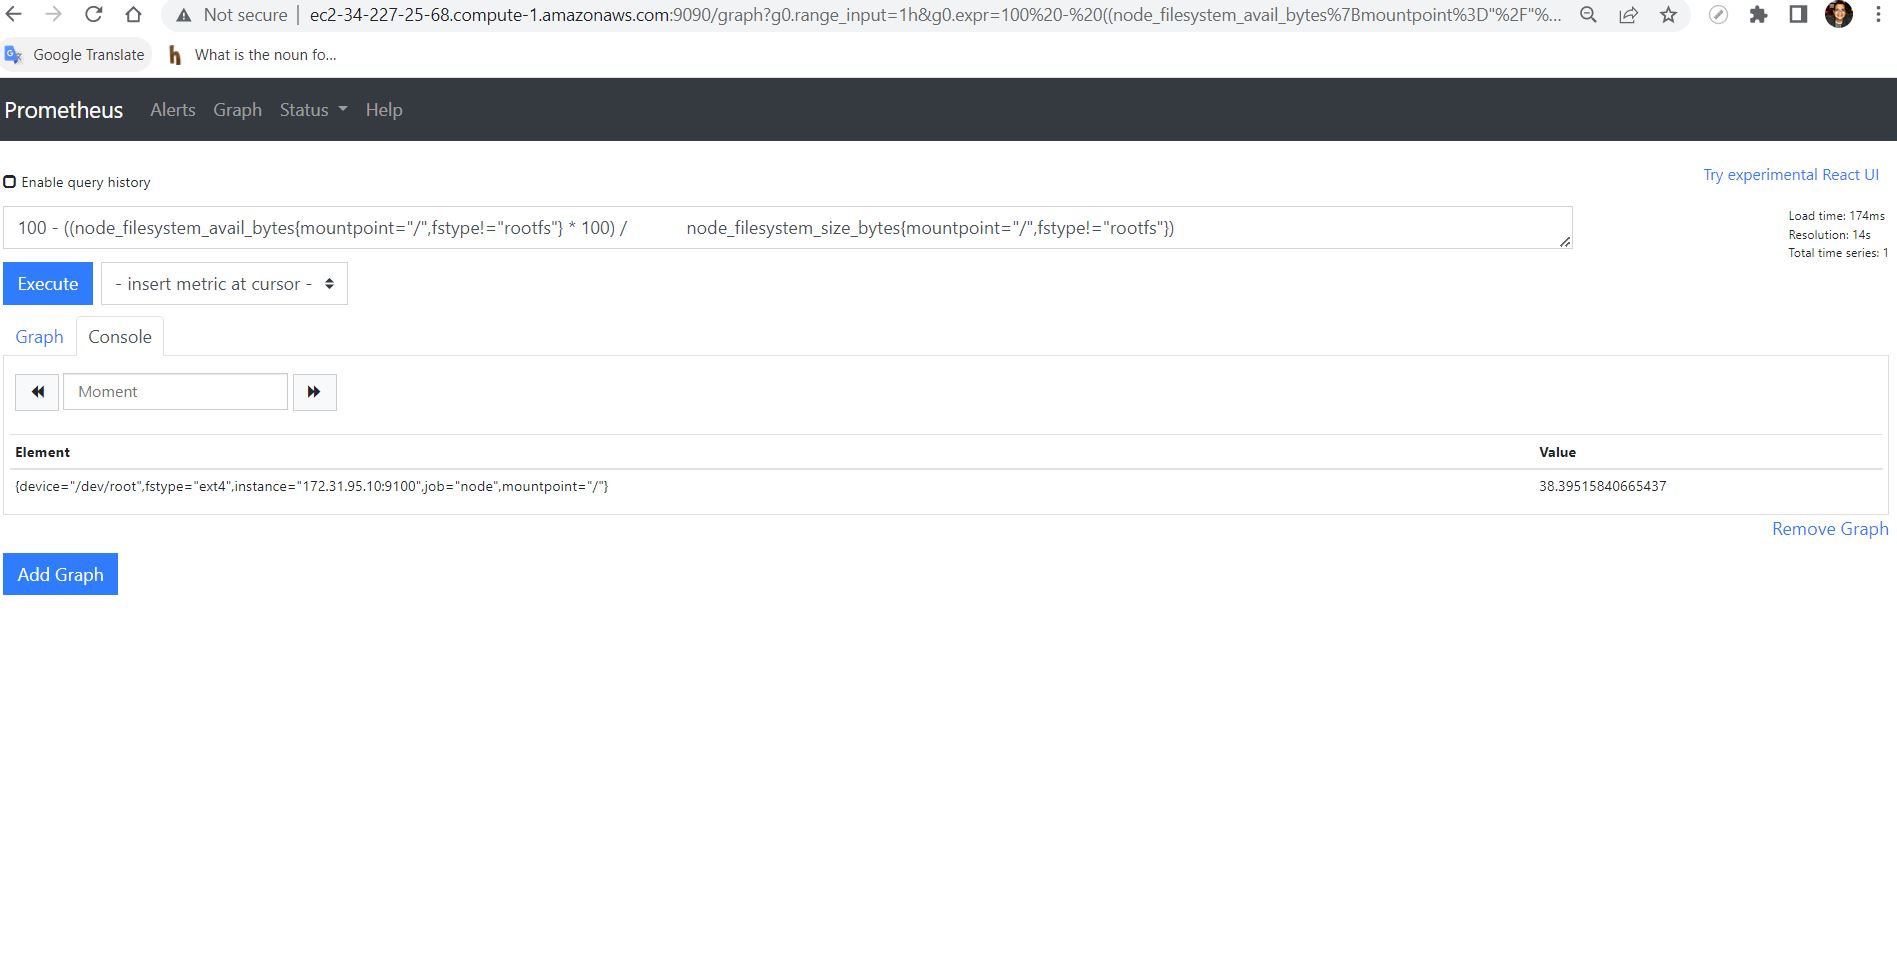 Not secure | ec2-34-227-25-68.compute-1.amazonaws.com:9090/graph?g0.range_input=1h&g0.expr=100%20-%20((node_filesystem_avail_bytes%7Bmountpoint%3D"%2F"%...
Google Translate What is the noun fo...
Prometheus Alerts Graph Status Help
Enable query history
Try experimental React UI
100 - ((node_filesystem_avail_bytes{mountpoint="/",fstype!="rootfs"} * 100) / node_filesystem_size_bytes{mountpoint="/",fstype!="rootfs"})
Load time: 174ms
Resolution: 14s
Total time series: 1
Execute - insert metric at cursor -
Graph Console
Moment
Element Value
{device="/dev/root",fstype="ext4",instance="172.31.95.10:9100",job="node",mountpoint="/"} 38.39515840665437
Remove Graph
Add Graph